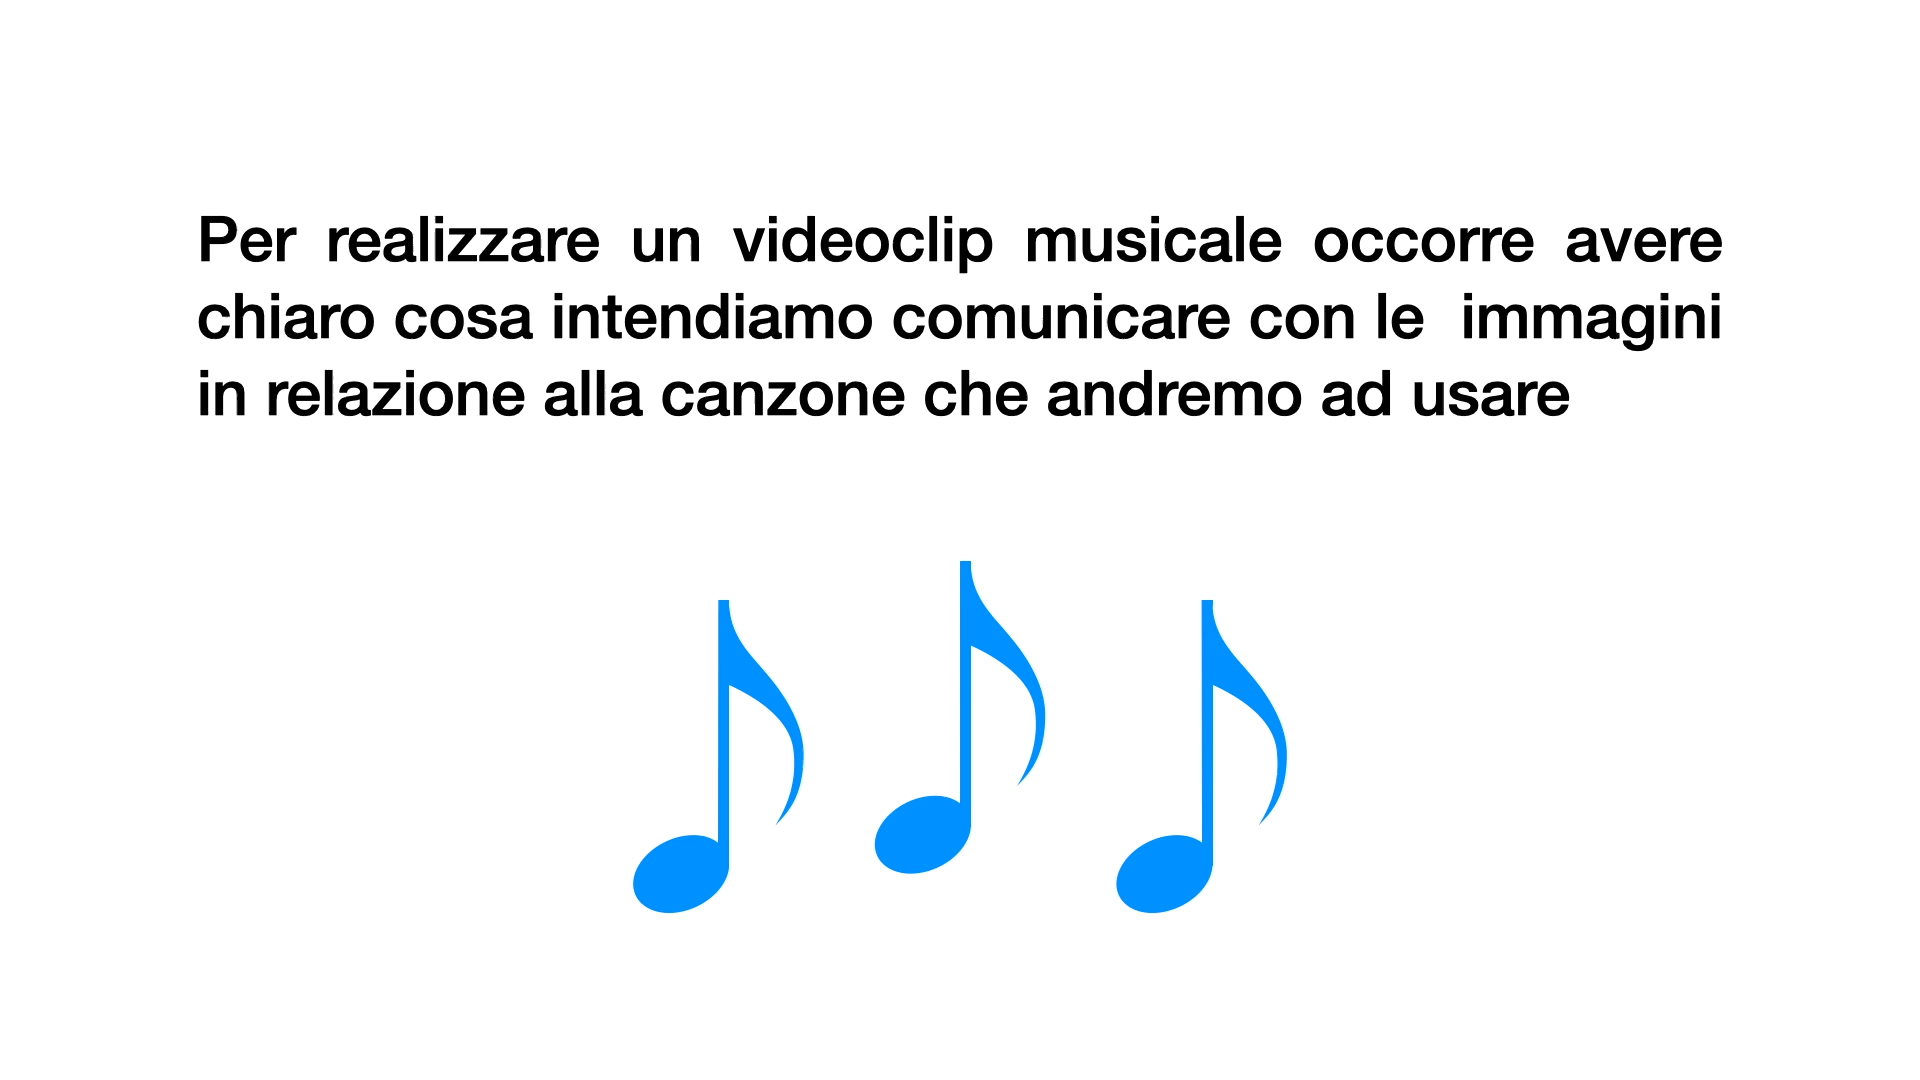 Per realizzare un videoclip musicale occorre avere
chiaro cosa intendiamo comunicare con le  immagini
in relazione alla canzone che andremo ad usare